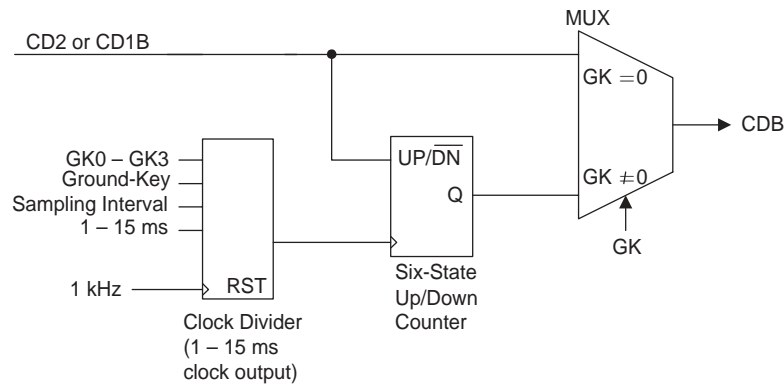 MUX
CD2 or CD1B
GK = 0
CDB
GK0 – GK3
Ground-Key
Sampling Interval
1 – 15 ms
UP/D̅N̅
Q
GK ≠ 0
GK
1 kHz
RST
Six-State
Up/Down
Counter
Clock Divider
(1 – 15 ms
clock output)